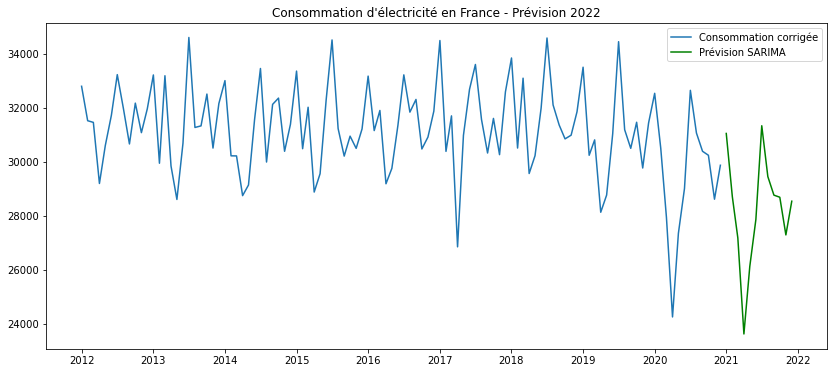 Consommation d'électricité en France - Prévision 2022
Consommation corrigée
Prévision SARIMA
34000
32000
30000
28000
26000
24000
2012 2013 2014 2015 2016 2017 2018 2019 2020 2021 2022